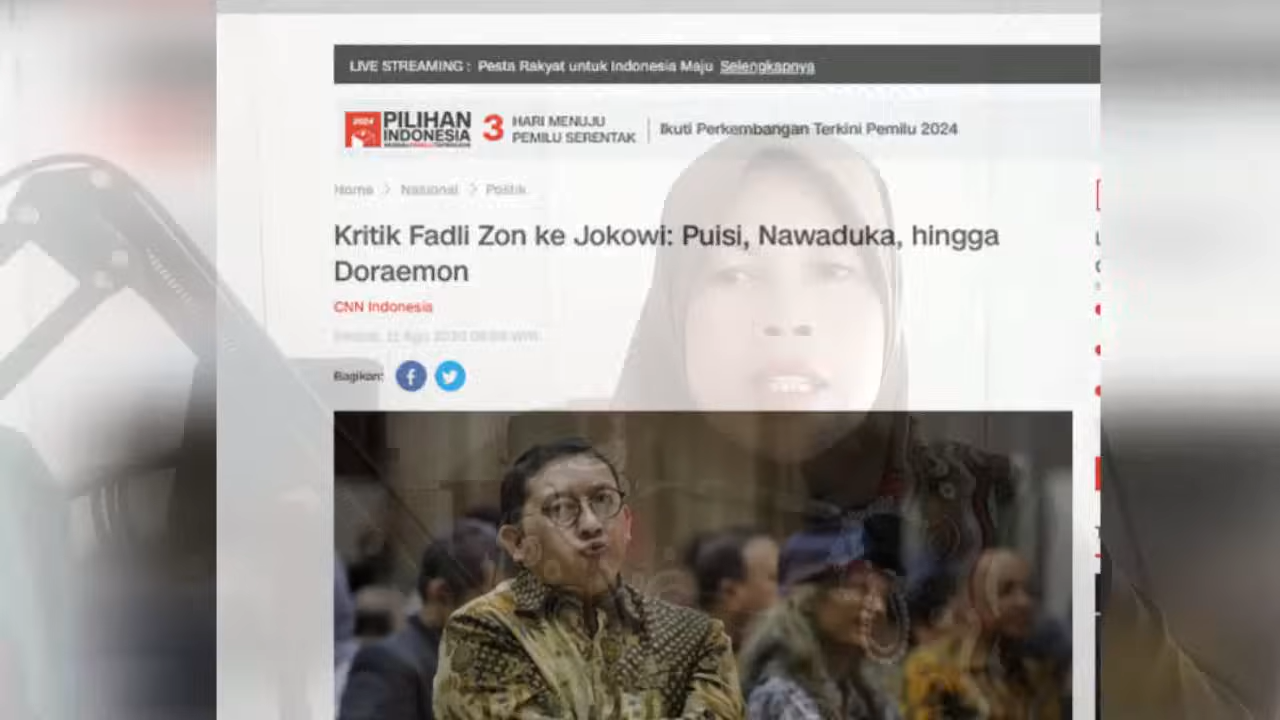 LIVE STREAMING : Pesta Rakyat untuk Indonesia Maju Selengkapnya
2024
PILIHAN
INDONESIA
3 HARI MENUJU
PEMILU SERENTAK
Ikuti Perkembangan Terkini Pemilu 2024
Home > Nasional > Politik
Kritik Fadli Zon ke Jokowi: Puisi, Nawaduka, hingga
Doraemon
CNN Indonesia
Bagikan: